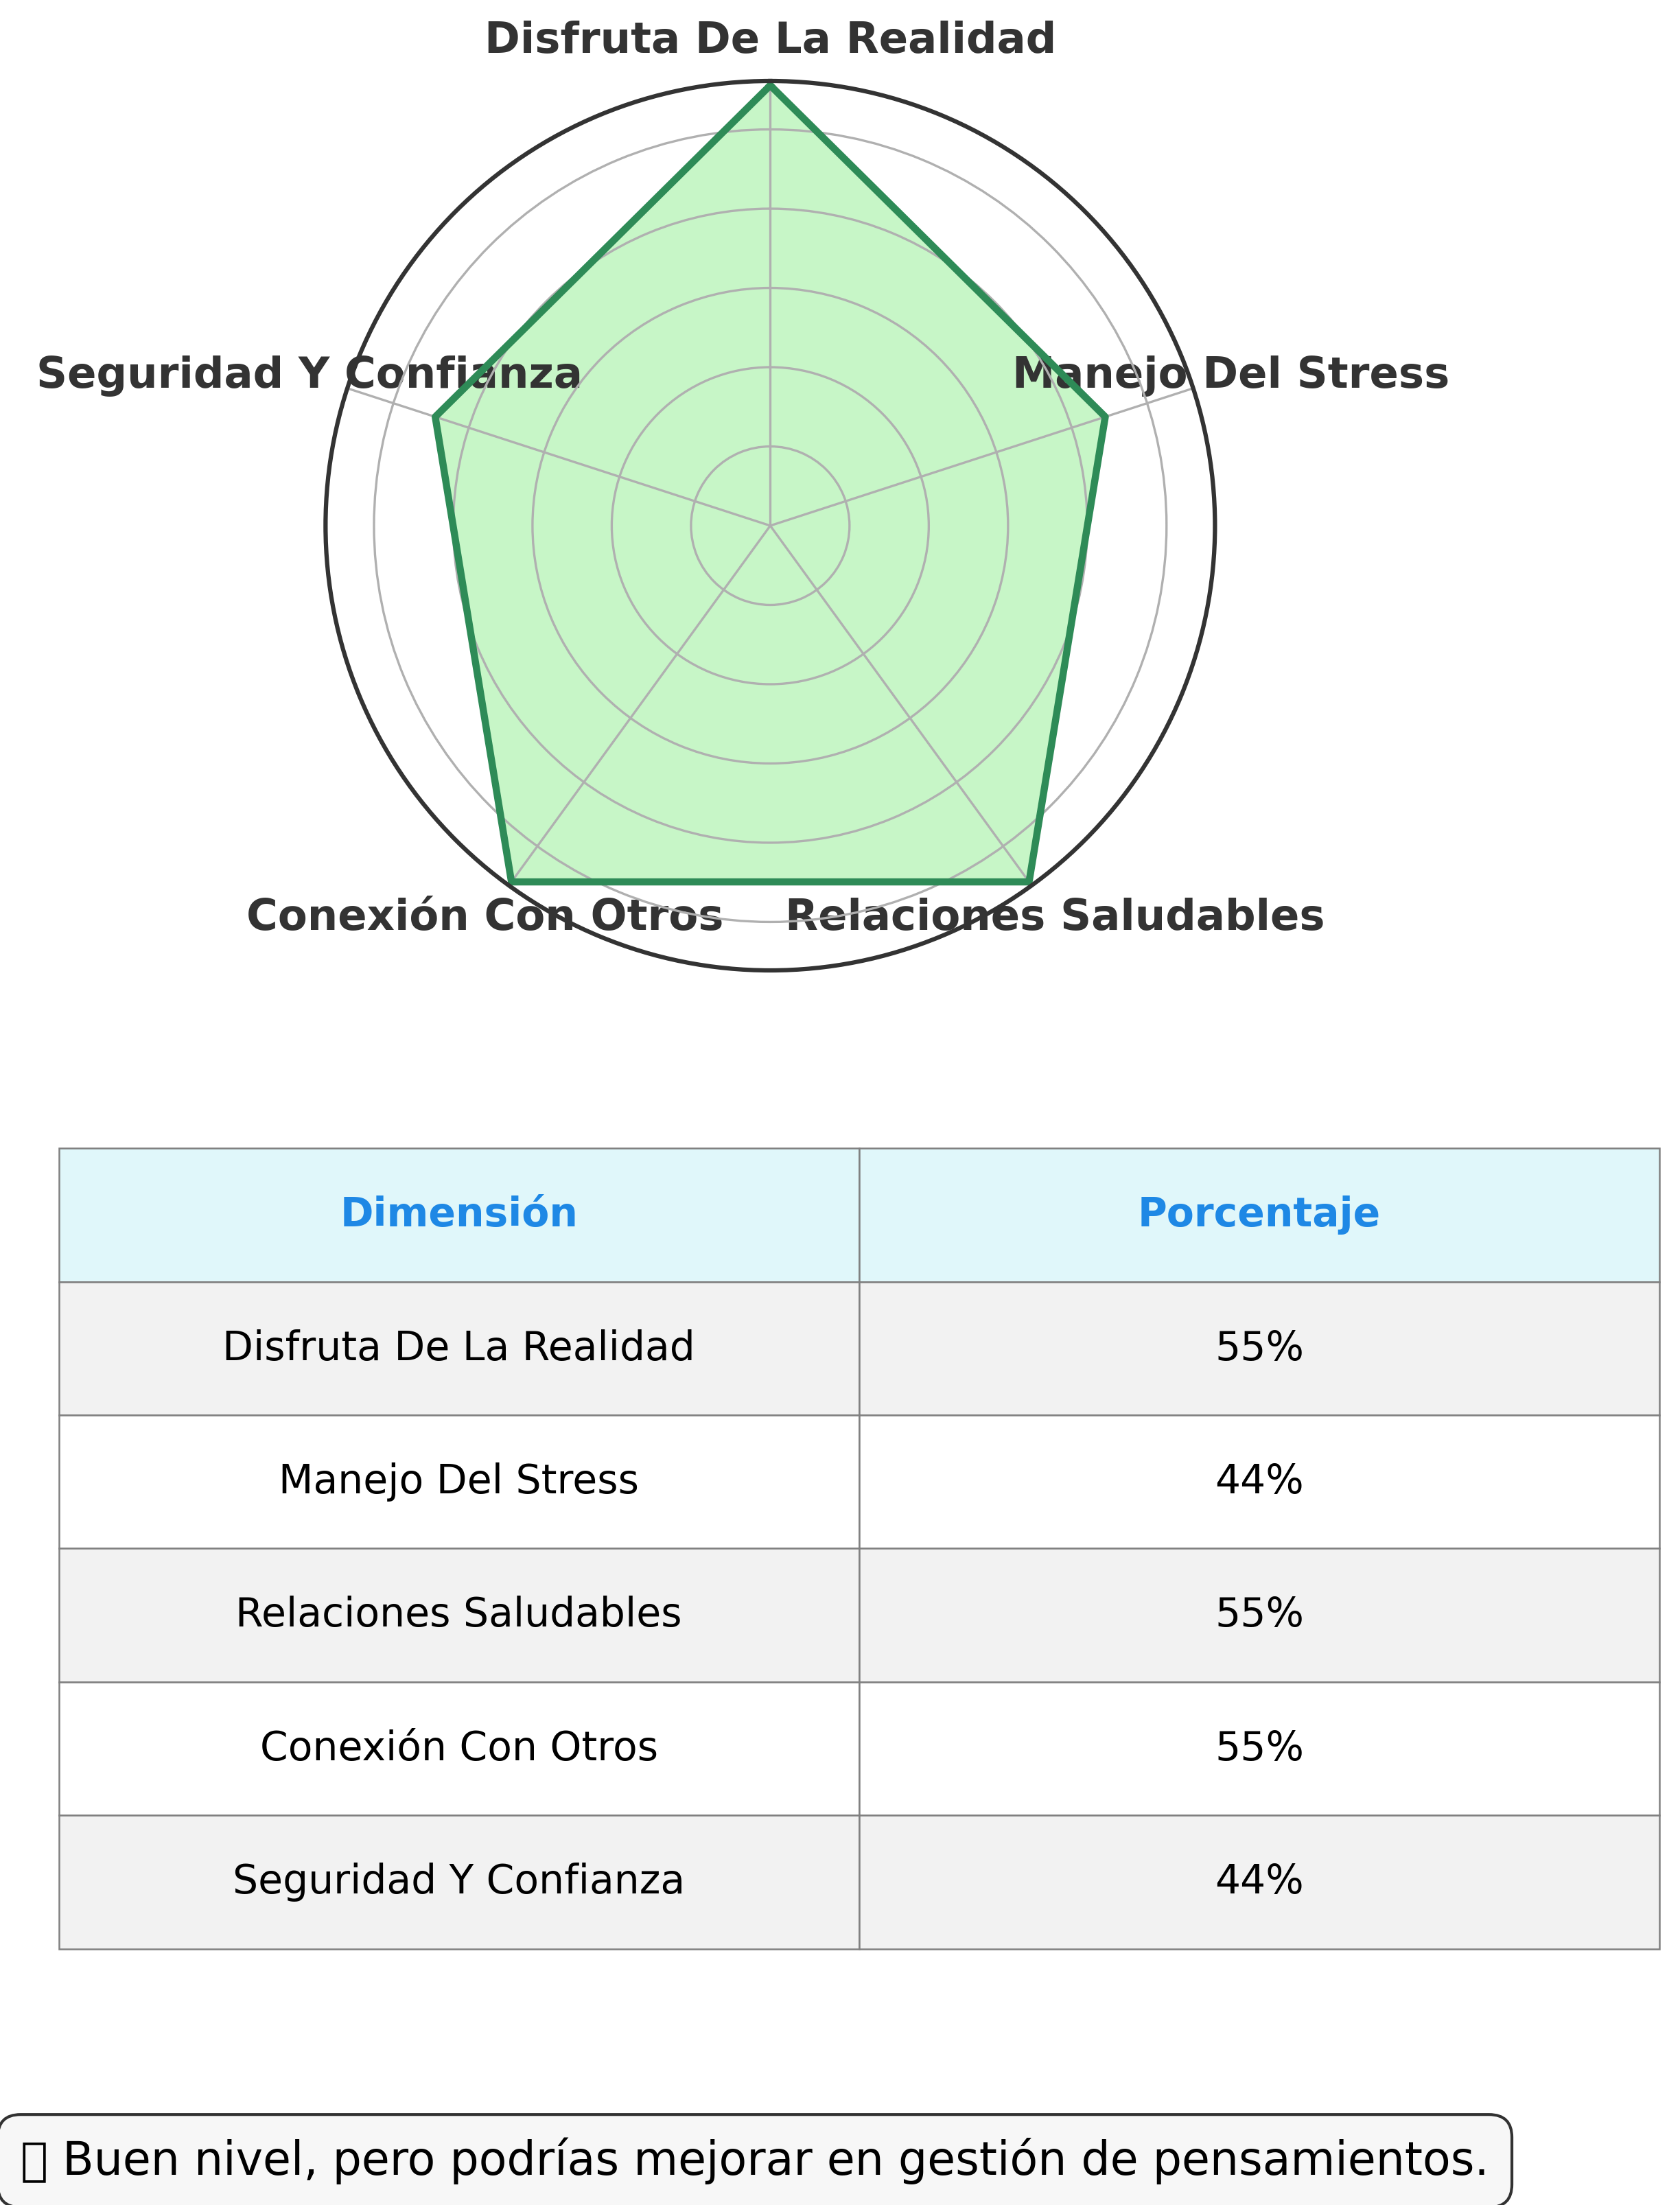 Disfruta De La Realidad
Seguridad Y Confianza
Manejo Del Stress
Conexión Con Otros
Relaciones Saludables
Dimensión Porcentaje
Disfruta De La Realidad 55%
Manejo Del Stress 44%
Relaciones Saludables 55%
Conexión Con Otros 55%
Seguridad Y Confianza 44%
Buen nivel, pero podrías mejorar en gestión de pensamientos.